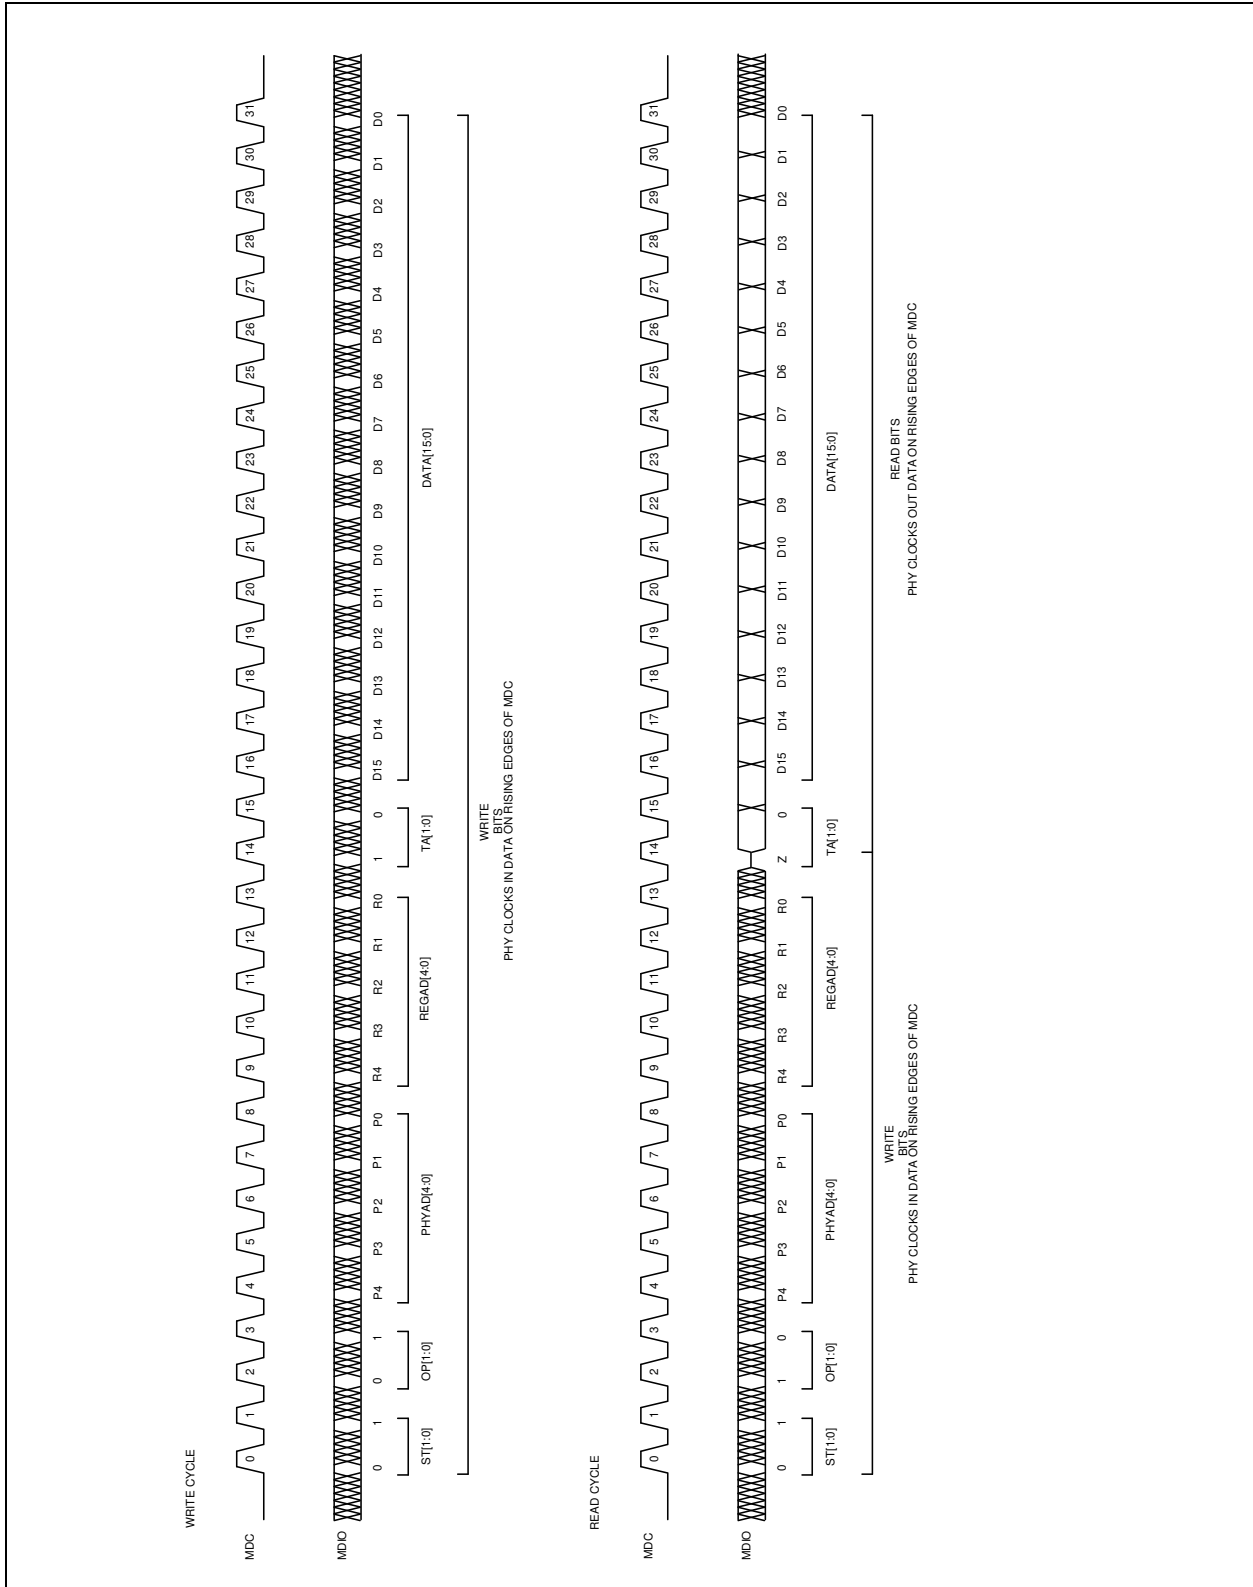 WRITE CYCLE
MDC
0 1 2 3 4 5 6 7 8 9 10 11 12 13 14 15 16 17 18 19 20 21 22 23 24 25 26 27 28 29 30 31
MDIO
0 1 0 1 P4 P3 P2 P1 P0 R4 R3 R2 R1 R0 1 0 D15 D14 D13 D12 D11 D10 D9 D8 D7 D6 D5 D4 D3 D2 D1 D0
ST[1:0] OP[1:0] PHYAD[4:0] REGAD[4:0] TA[1:0] DATA[15:0]
WRITE
BITS
PHY CLOCKS IN DATA ON RISING EDGES OF MDC
READ CYCLE
MDC
0 1 2 3 4 5 6 7 8 9 10 11 12 13 14 15 16 17 18 19 20 21 22 23 24 25 26 27 28 29 30 31
MDIO
0 1 1 0 P4 P3 P2 P1 P0 R4 R3 R2 R1 R0 Z 0 D15 D14 D13 D12 D11 D10 D9 D8 D7 D6 D5 D4 D3 D2 D1 D0
ST[1:0] OP[1:0] PHYAD[4:0] REGAD[4:0] TA[1:0] DATA[15:0]
WRITE
BITS
PHY CLOCKS IN DATA ON RISING EDGES OF MDC
READ BITS
PHY CLOCKS OUT DATA ON RISING EDGES OF MDC